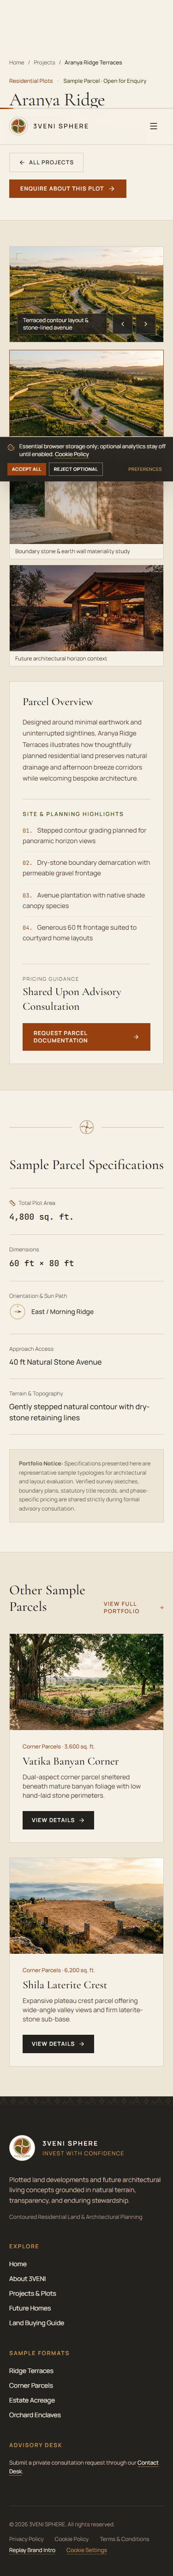 Home / Projects / Aranya Ridge Terraces
Residential Plots Sample Parcel · Open for Enquiry
Aranya Ridge
3VENI SPHERE
← ALL PROJECTS
ENQUIRE ABOUT THIS PLOT →
Terraced contour layout &
stone-lined avenue
Essential browser storage only; optional analytics stay off
until enabled. Cookie Policy
ACCEPT ALL REJECT OPTIONAL PREFERENCES
Boundary stone & earth wall materiality study
Future architectural horizon context
Parcel Overview
Designed around minimal earthwork and
uninterrupted sightlines, Aranya Ridge
Terraces illustrates how thoughtfully
planned residential land preserves natural
drainage and afternoon breeze corridors
while welcoming bespoke architecture.
SITE & PLANNING HIGHLIGHTS
01. Stepped contour grading planned for
panoramic horizon views
02. Dry-stone boundary demarcation with
permeable gravel frontage
03. Avenue plantation with native shade
canopy species
04. Generous 60 ft frontage suited to
courtyard home layouts
PRICING GUIDANCE
Shared Upon Advisory
Consultation
REQUEST PARCEL
DOCUMENTATION →
Sample Parcel Specifications
Total Plot Area
4,800 sq. ft.
Dimensions
60 ft × 80 ft
Orientation & Sun Path
East / Morning Ridge
Approach Access
40 ft Natural Stone Avenue
Terrain & Topography
Gently stepped natural contour with dry-
stone retaining lines
Portfolio Notice: Specifications presented here are
representative sample typologies for architectural
and layout evaluation. Verified survey sketches,
boundary plans, statutory title records, and phase-
specific pricing are shared strictly during formal
advisory consultation.
Other Sample
Parcels
VIEW FULL
PORTFOLIO →
Corner Parcels · 3,600 sq. ft.
Vatika Banyan Corner
Dual-aspect corner parcel sheltered
beneath mature banyan foliage with low
hand-laid stone perimeters.
VIEW DETAILS →
Corner Parcels · 6,200 sq. ft.
Shila Laterite Crest
Expansive plateau crest parcel offering
wide-angle valley views and firm laterite-
stone sub-base.
VIEW DETAILS →
3VENI SPHERE
INVEST WITH CONFIDENCE
Plotted land developments and future architectural
living concepts grounded in natural terrain,
transparency, and enduring stewardship.
Contoured Residential Land & Architectural Planning
EXPLORE
Home
About 3VENI
Projects & Plots
Future Homes
Land Buying Guide
SAMPLE FORMATS
Ridge Terraces
Corner Parcels
Estate Acreage
Orchard Enclaves
ADVISORY DESK
Submit a private consultation request through our Contact
Desk.
© 2026 3VENI SPHERE. All rights reserved.
Privacy Policy Cookie Policy Terms & Conditions
Replay Brand Intro Cookie Settings